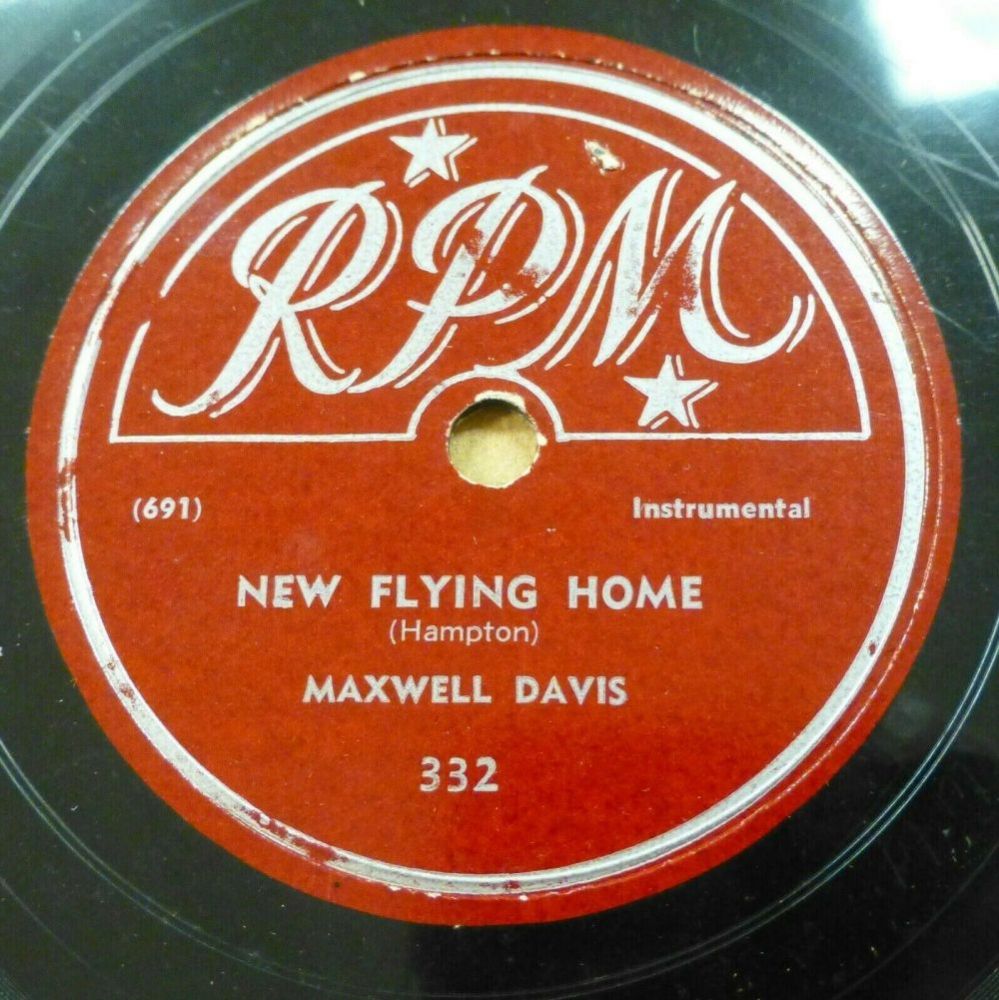 RPM
(691)
Instrumental
NEW FLYING HOME
(Hampton)
MAXWELL DAVIS
332